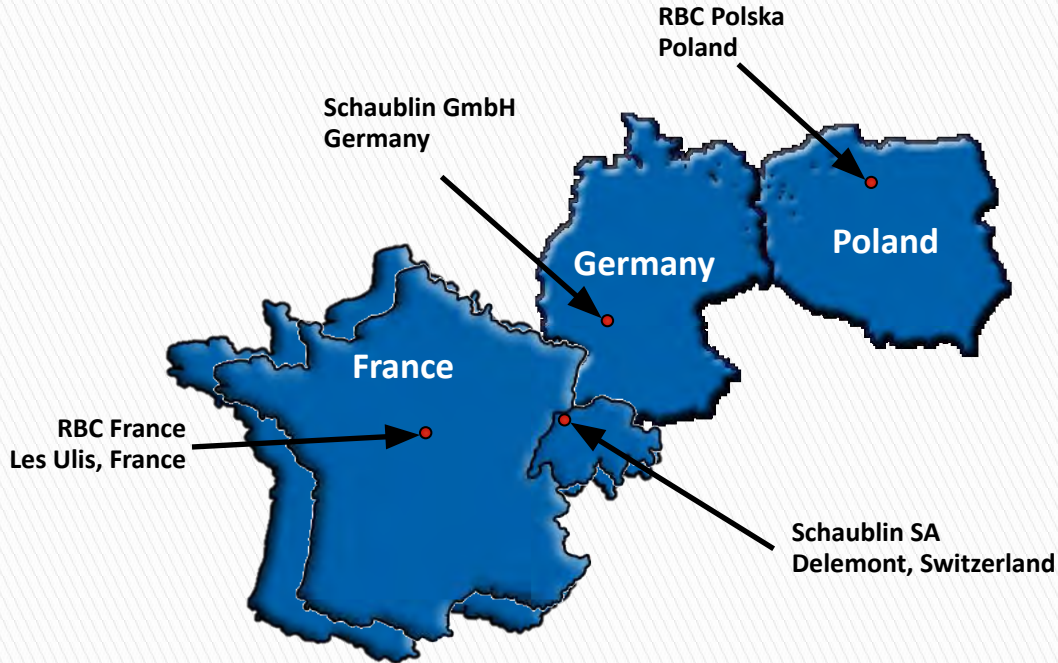 RBC Polska
Poland
Schaublin GmbH
Germany
Poland
Germany
France
RBC France
Les Ulis, France
Schaublin SA
Delemont, Switzerland